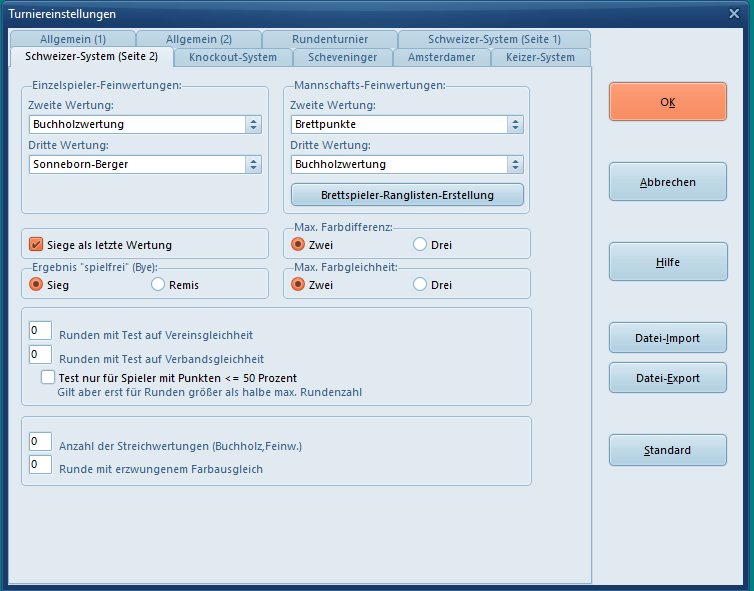 Turniereinstellungen
Allgemein (1)
Allgemein (2)
Rundenturnier
Schweizer-System (Seite 1)
Schweizer-System (Seite 2)
Knockout-System
Scheveninger
Amsterdamer
Keizer-System
Einzelspieler-Feinwertungen:
Zweite Wertung:
Buchholzwertung
Dritte Wertung:
Sonneborn-Berger
Mannschafts-Feinwertungen:
Zweite Wertung:
Brettpunkte
Dritte Wertung:
Buchholzwertung
Brettspieler-Ranglisten-Erstellung
Siege als letzte Wertung
Max. Farbdifferenz:
Zwei
Drei
Ergebnis "spielfrei" (Bye):
Sieg
Remis
Max. Farbgleichheit:
Zwei
Drei
0 Runden mit Test auf Vereinsgleichheit
0 Runden mit Test auf Verbandsgleichheit
Test nur für Spieler mit Punkten <= 50 Prozent
Gilt aber erst für Runden größer als halbe max. Rundenzahl
0 Anzahl der Streichwertungen (Buchholz,Feinw.)
0 Runde mit erzwungenem Farbausgleich
OK
Abbrechen
Hilfe
Datei-Import
Datei-Export
Standard